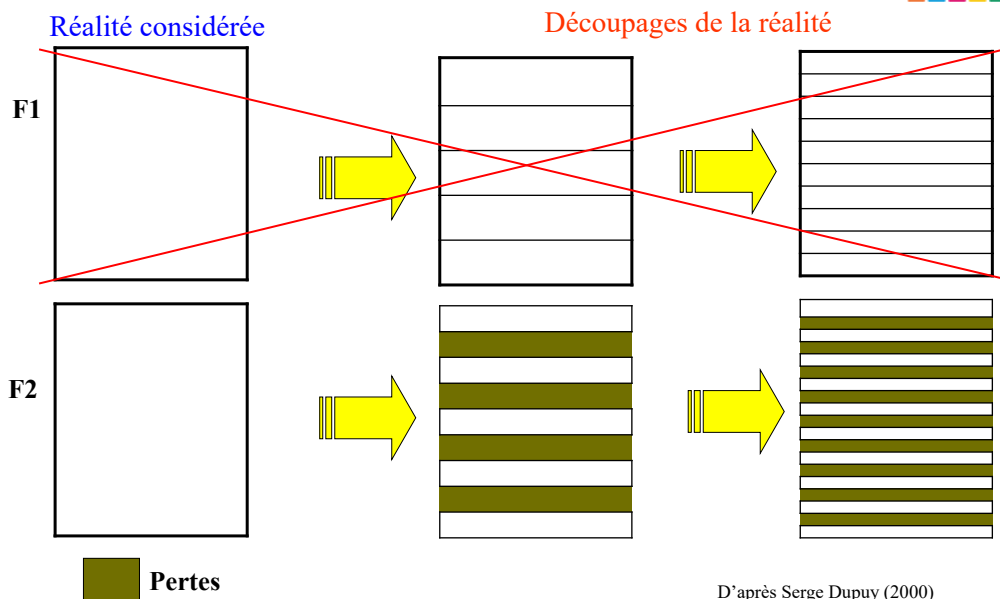 Réalité considérée
Découpages de la réalité
F1
F2
Pertes
D'après Serge Dupuy (2000)